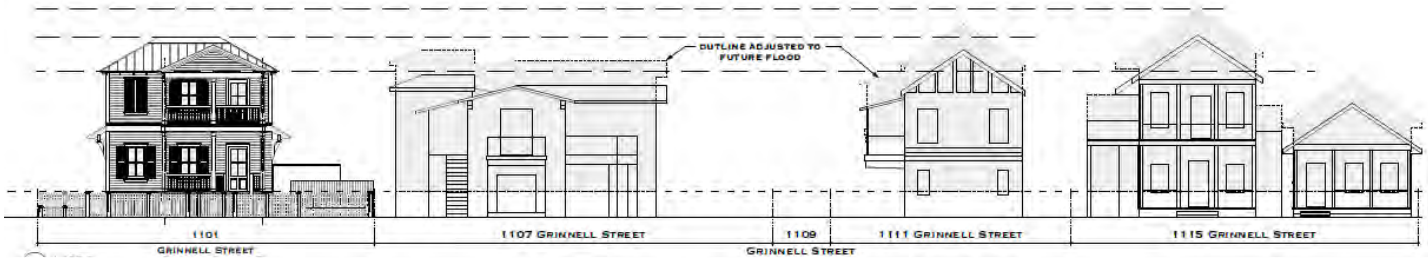 OUTLINE ADJUSTED TO
FUTURE FLOOD
1101
GRINNELL STREET
1107 GRINNELL STREET
1109
1111 GRINNELL STREET
1115 GRINNELL STREET
GRINNELL STREET